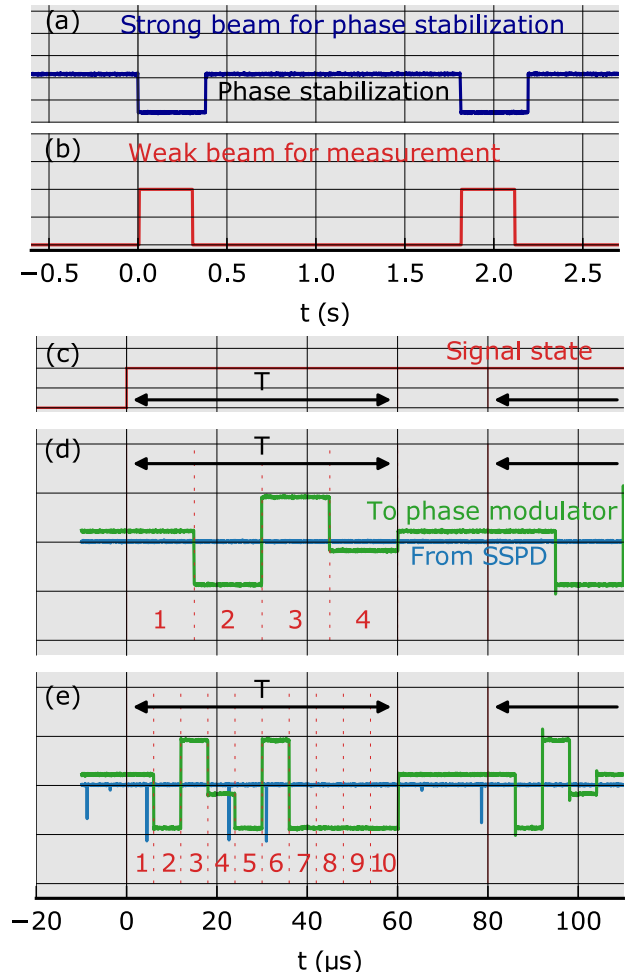 (a) Strong beam for phase stabilization
Phase stabilization
(b) Weak beam for measurement
−0.5 0.0 0.5 1.0 1.5 2.0 2.5
t (s)
(c) Signal state
T
(d) T
To phase modulator
From SSPD
1 2 3 4
(e) T
1 2 3 4 5 6 7 8 9 10
−20 0 20 40 60 80 100
t (μs)